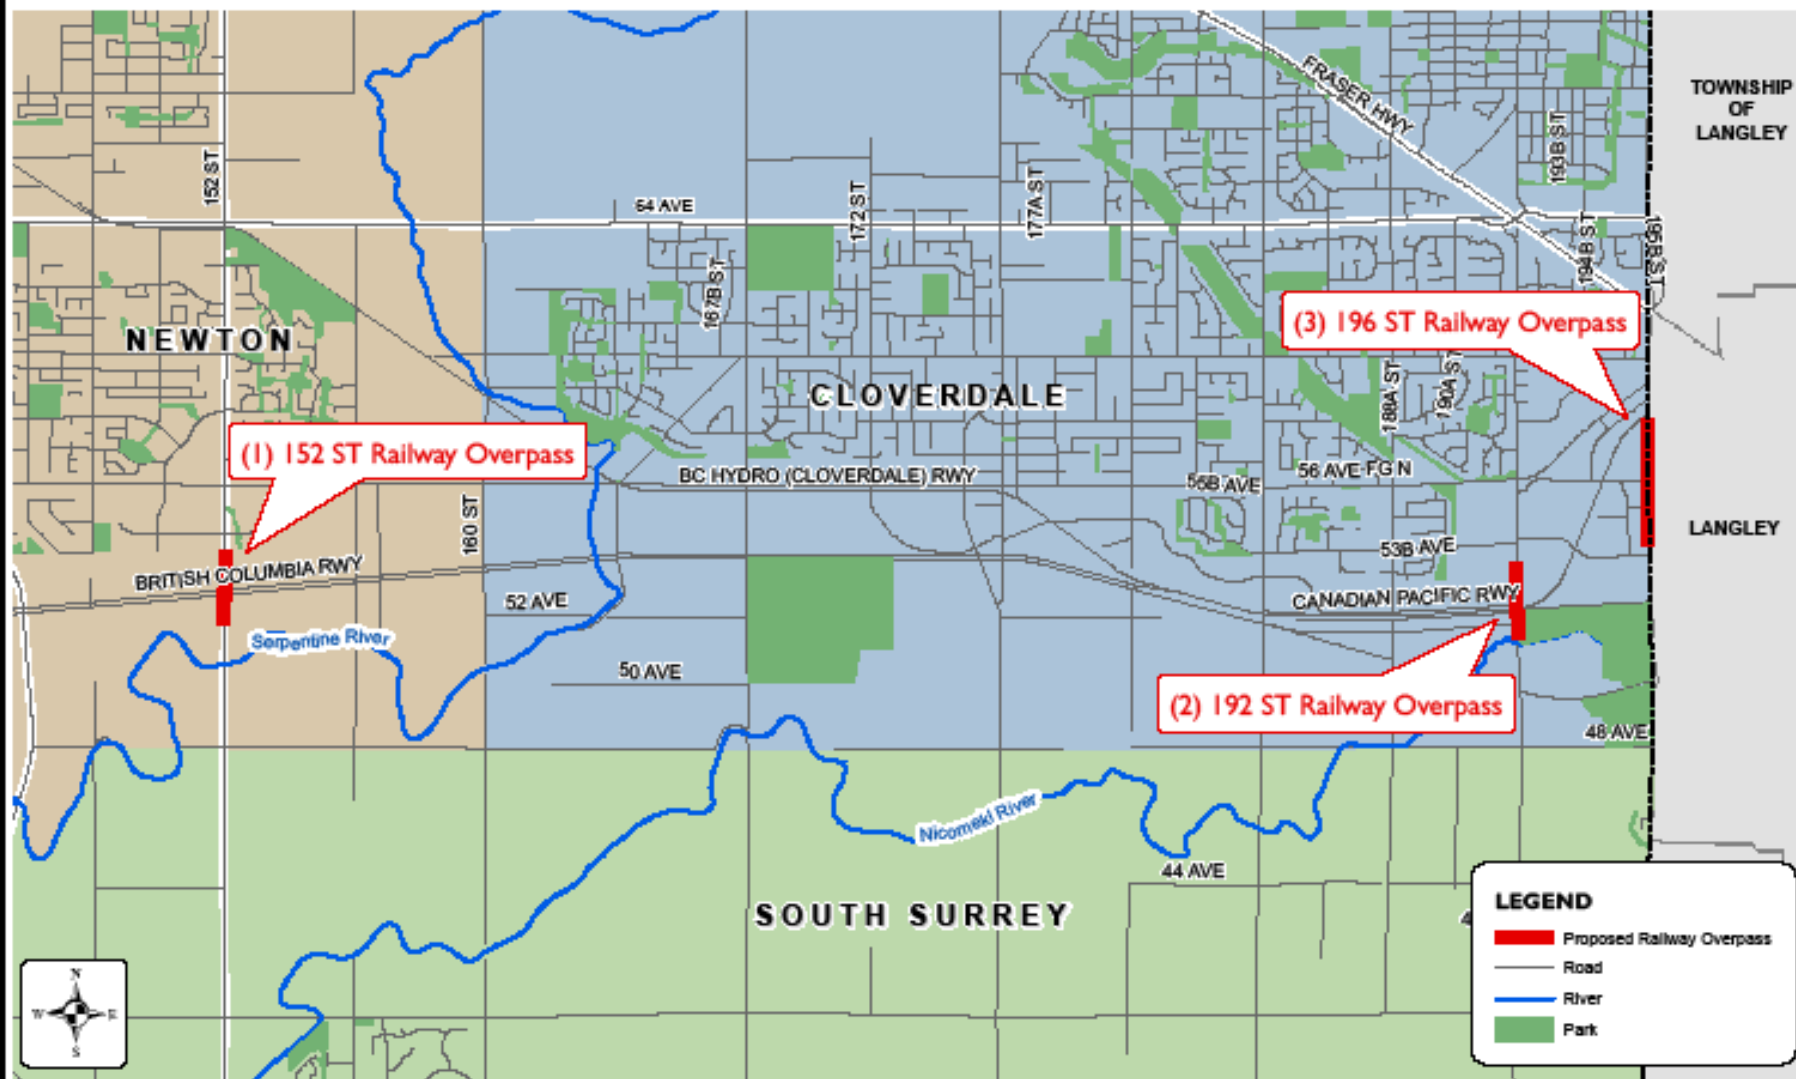 TOWNSHIP
OF
LANGLEY
FRASER HWY
193B ST
152 ST
64 AVE
172 ST
177A ST
194B ST
195B ST
167B ST
(3) 196 ST Railway Overpass
NEWTON
CLOVERDALE
188A ST
190A ST
(1) 152 ST Railway Overpass
BC HYDRO (CLOVERDALE) RWY
56 AVE FG N
56B AVE
160 ST
LANGLEY
53B AVE
BRITISH COLUMBIA RWY
52 AVE
CANADIAN PACIFIC RWY
Serpentine River
50 AVE
(2) 192 ST Railway Overpass
48 AVE
Nicomekl River
44 AVE
SOUTH SURREY
LEGEND
Proposed Railway Overpass
Road
River
Park
N
W E
S